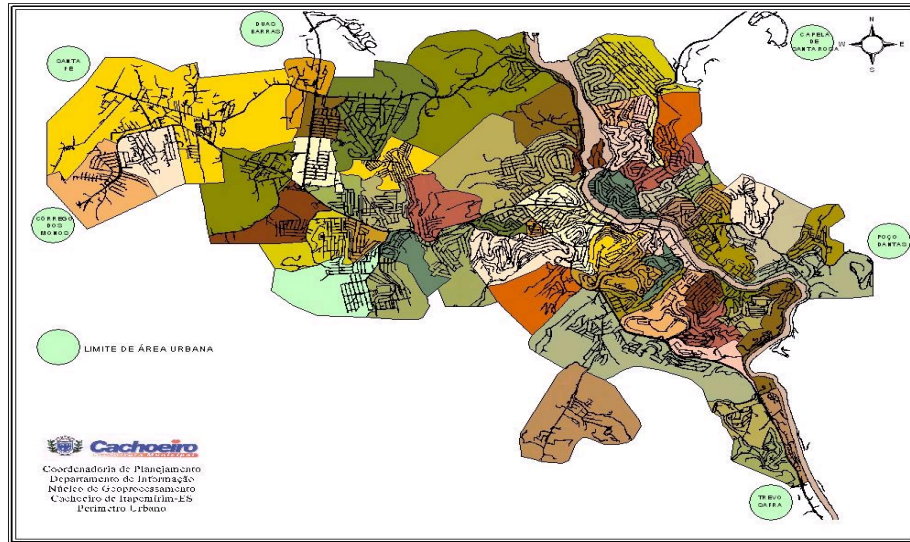 DUAS
BARRAS
CAPELA
DE
SANTA ROSA
N
W
E
S
SANTA
FÉ
CORREGO
DOS
MONOS
POÇO
DANTAS
LIMITE DE ÁREA URBANA
Cachoeiro
Coordenadoria de Planejamento
Departamento de Informação
Núcleo de Geoprocessamento
Cachoeiro de Itapemirim-ES
Perímetro Urbano
TREVO
SAFRA